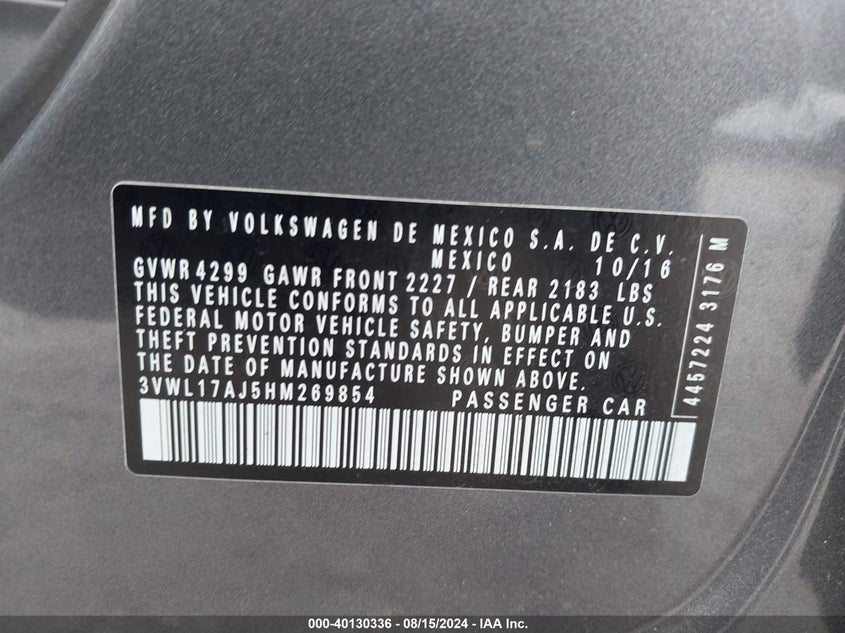 MFD BY VOLKSWAGEN DE MEXICO S.A. DE C.V.
MEXICO 10/16
GVWR 4299 GAWR FRONT 2227 / REAR 2183 LBS
THIS VEHICLE CONFORMS TO ALL APPLICABLE U.S.
FEDERAL MOTOR VEHICLE SAFETY, BUMPER AND
THEFT PREVENTION STANDARDS IN EFFECT ON
THE DATE OF MANUFACTURE SHOWN ABOVE.
3VWL17AJ5HM269854 PASSENGER CAR
4457224 3176 M
000-40130336 - 08/15/2024 - IAA Inc.